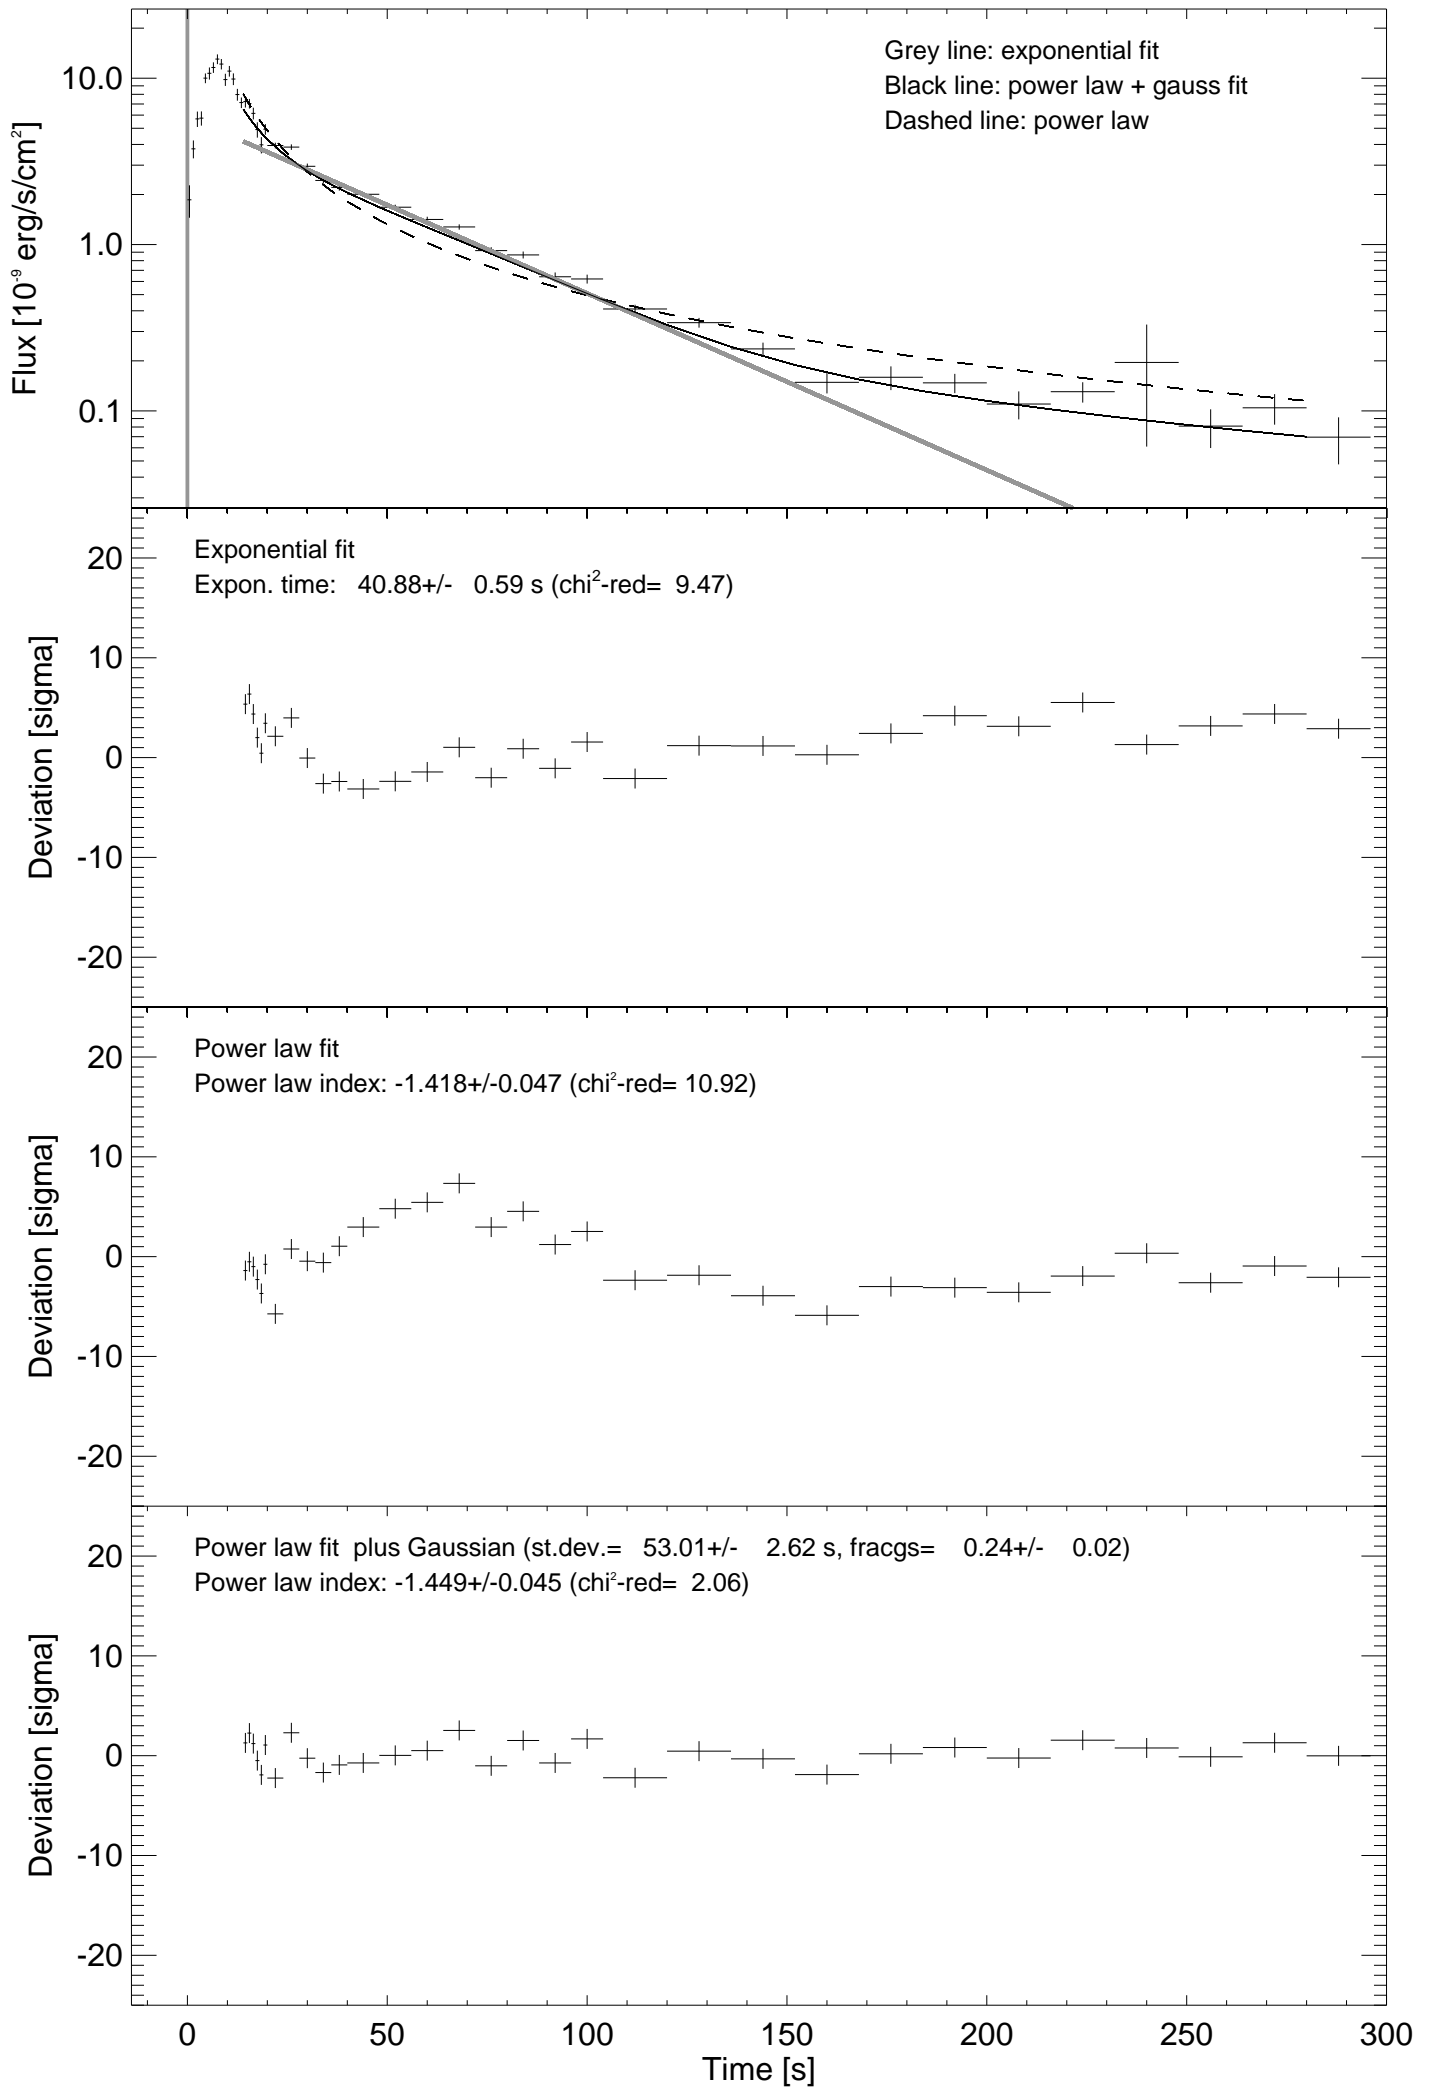 Grey line: exponential fit
Black line: power law + gauss fit
Dashed line: power law
10.0
1.0
0.1
Flux [10⁻⁹ erg/s/cm²]
Exponential fit
Expon. time: 40.88+/- 0.59 s (chi²-red= 9.47)
20
10
0
-10
-20
Deviation [sigma]
Power law fit
Power law index: -1.418+/-0.047 (chi²-red= 10.92)
20
10
0
-10
-20
Deviation [sigma]
Power law fit plus Gaussian (st.dev.= 53.01+/- 2.62 s, fracgs= 0.24+/- 0.02)
Power law index: -1.449+/-0.045 (chi²-red= 2.06)
20
10
0
-10
-20
Deviation [sigma]
0 50 100 150 200 250 300
Time [s]